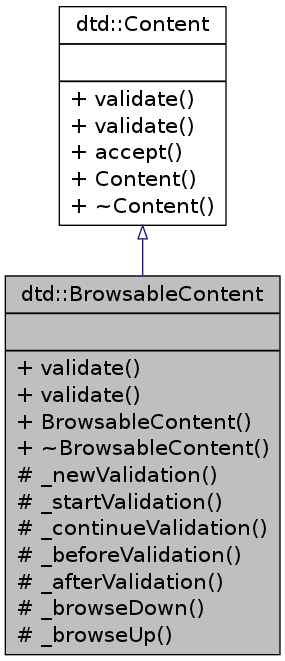 dtd::Content
+ validate()
+ validate()
+ accept()
+ Content()
+ ~Content()
dtd::BrowsableContent
+ validate()
+ validate()
+ BrowsableContent()
+ ~BrowsableContent()
# _newValidation()
# _startValidation()
# _continueValidation()
# _beforeValidation()
# _afterValidation()
# _browseDown()
# _browseUp()